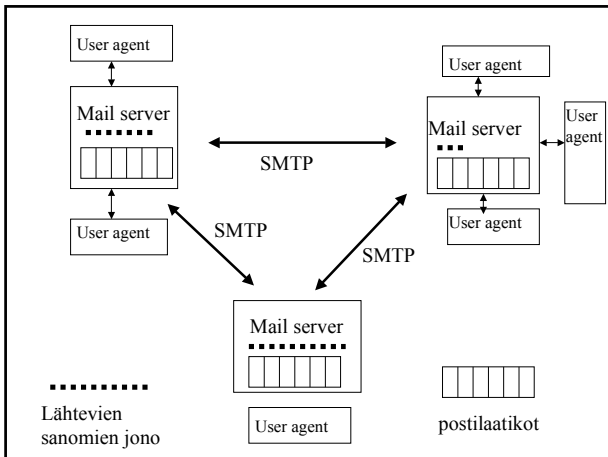 User agent
User agent
Mail server
Mail server
User
agent
SMTP
User agent
User agent
SMTP
SMTP
Mail server
Lähtevien
sanomien jono
User agent
postilaatikot